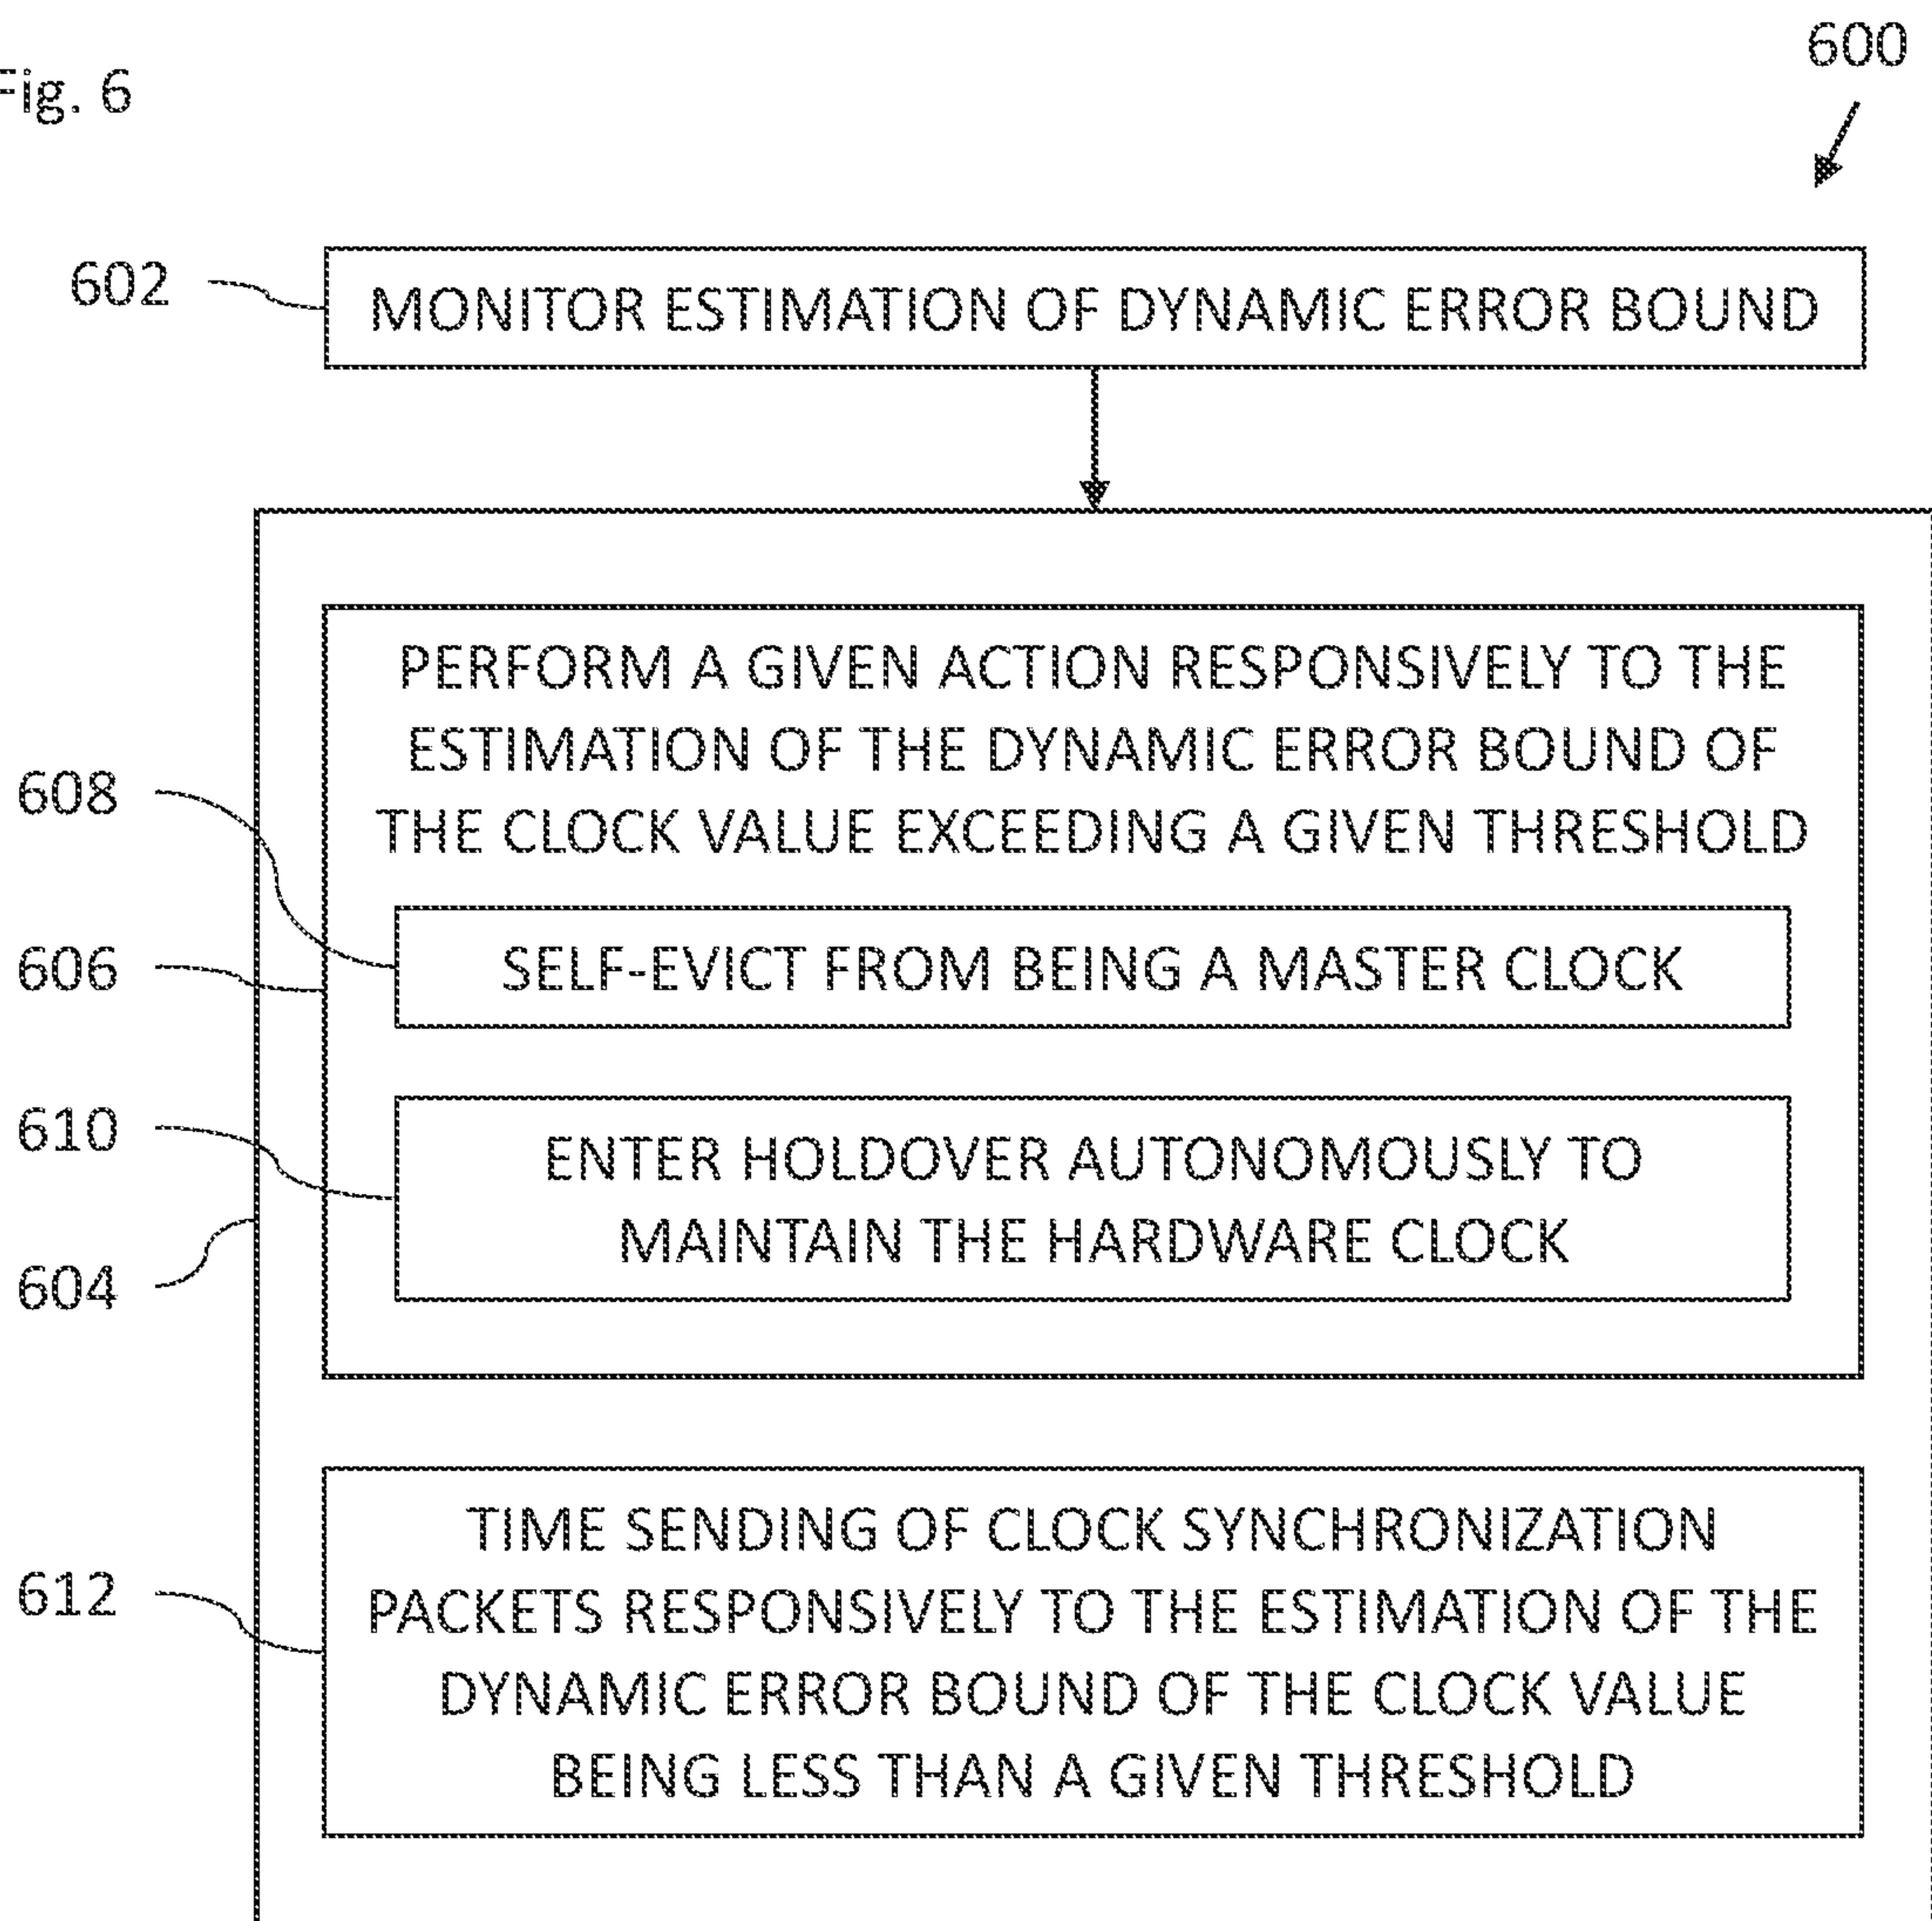 Fig. 6
600
602
MONITOR ESTIMATION OF DYNAMIC ERROR BOUND
PERFORM A GIVEN ACTION RESPONSIVELY TO THE
ESTIMATION OF THE DYNAMIC ERROR BOUND OF
THE CLOCK VALUE EXCEEDING A GIVEN THRESHOLD
608
SELF-EVICT FROM BEING A MASTER CLOCK
606
610
ENTER HOLDOVER AUTONOMOUSLY TO
MAINTAIN THE HARDWARE CLOCK
604
TIME SENDING OF CLOCK SYNCHRONIZATION
PACKETS RESPONSIVELY TO THE ESTIMATION OF THE
DYNAMIC ERROR BOUND OF THE CLOCK VALUE
BEING LESS THAN A GIVEN THRESHOLD
612